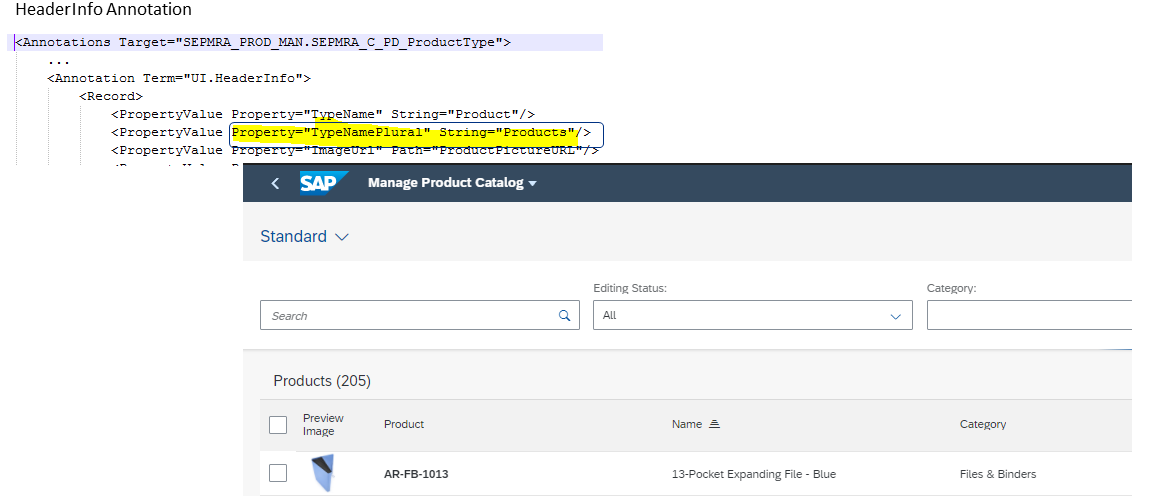 HeaderInfo Annotation
<Annotations Target="SEPMRA_PROD_MAN.SEPMRA_C_PD_ProductType">
...
<Annotation Term="UI.HeaderInfo">
<Record>
<PropertyValue Property="TypeName" String="Product"/>
<PropertyValue Property="TypeNamePlural" String="Products"/>
<PropertyValue Property="ImageUrl" Path="ProductPictureURL"/>
SAP Manage Product Catalog
Standard
Editing Status: Category:
Search All
Products (205)
Preview Image Product Name Category
AR-FB-1013 13-Pocket Expanding File - Blue Files & Binders